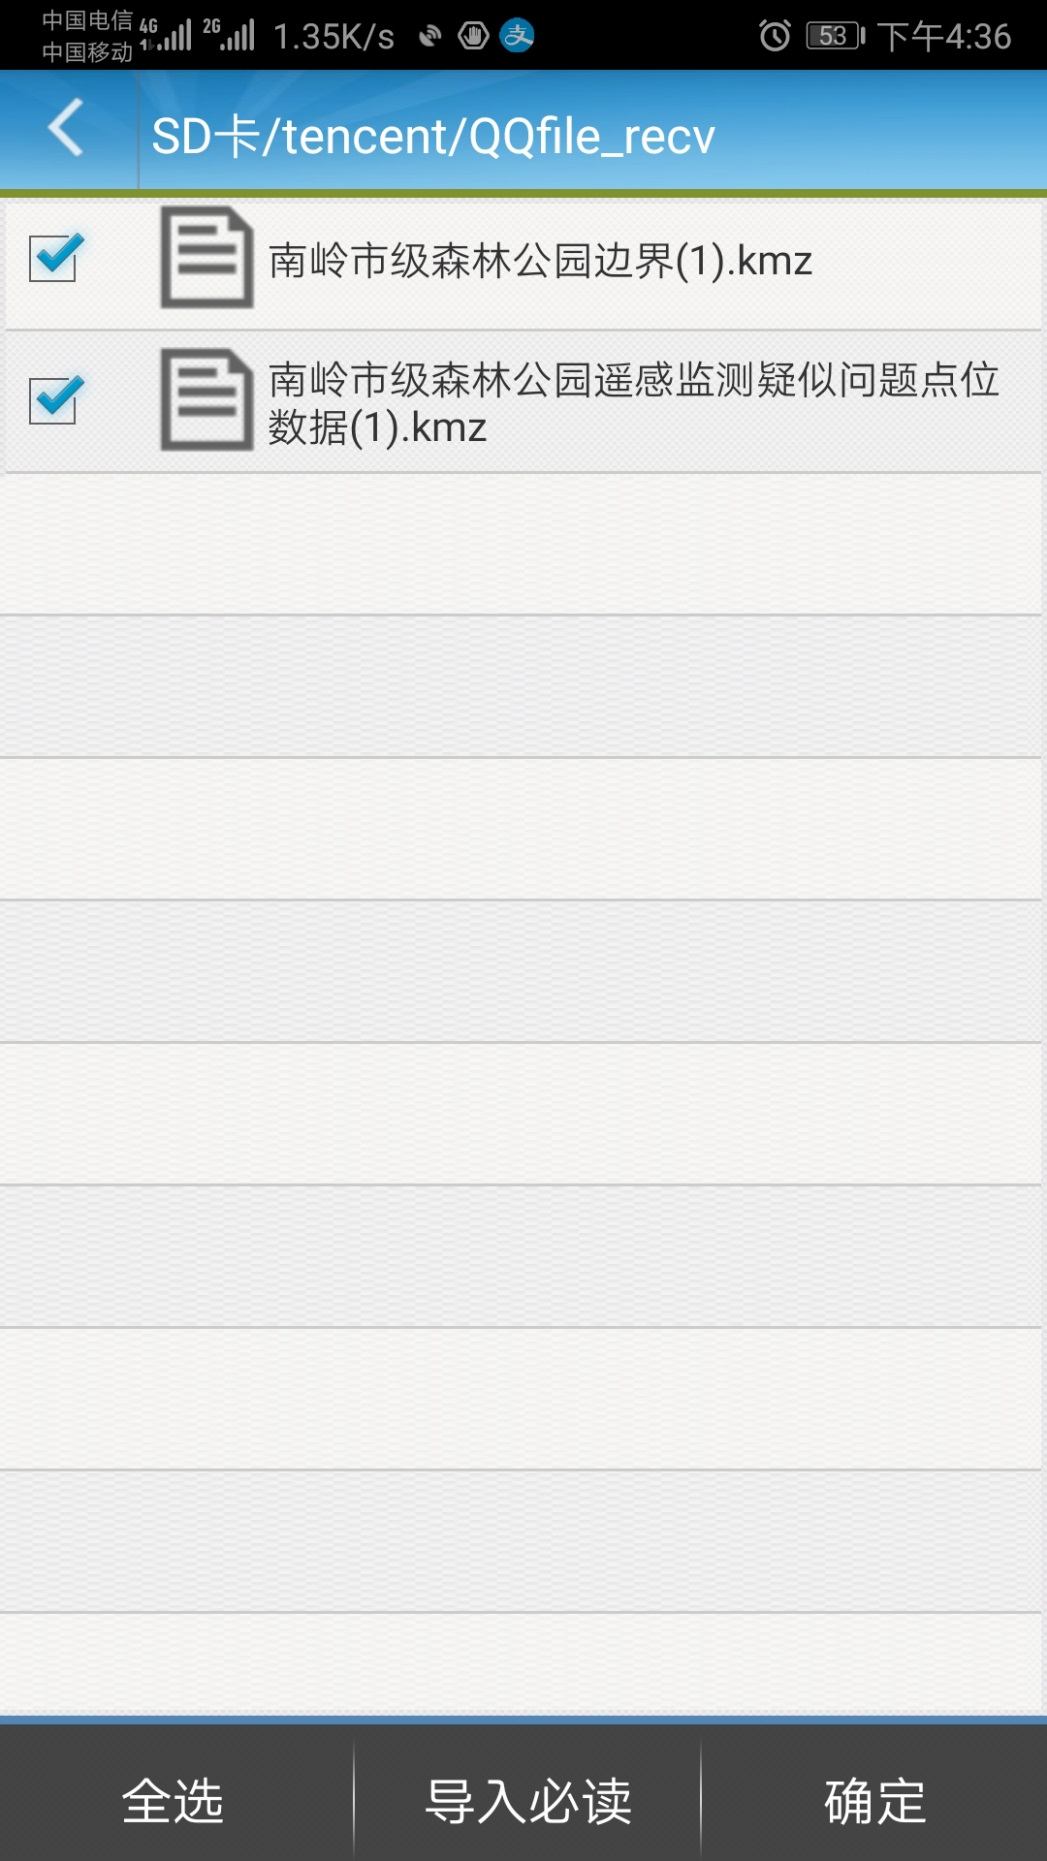 中国电信 4G 2G 1.35K/s 53 下午4:36
中国移动
SD卡/tencent/QQfile_recv
南岭市级森林公园边界(1).kmz
南岭市级森林公园遥感监测疑似问题点位
数据(1).kmz
全选 导入必读 确定